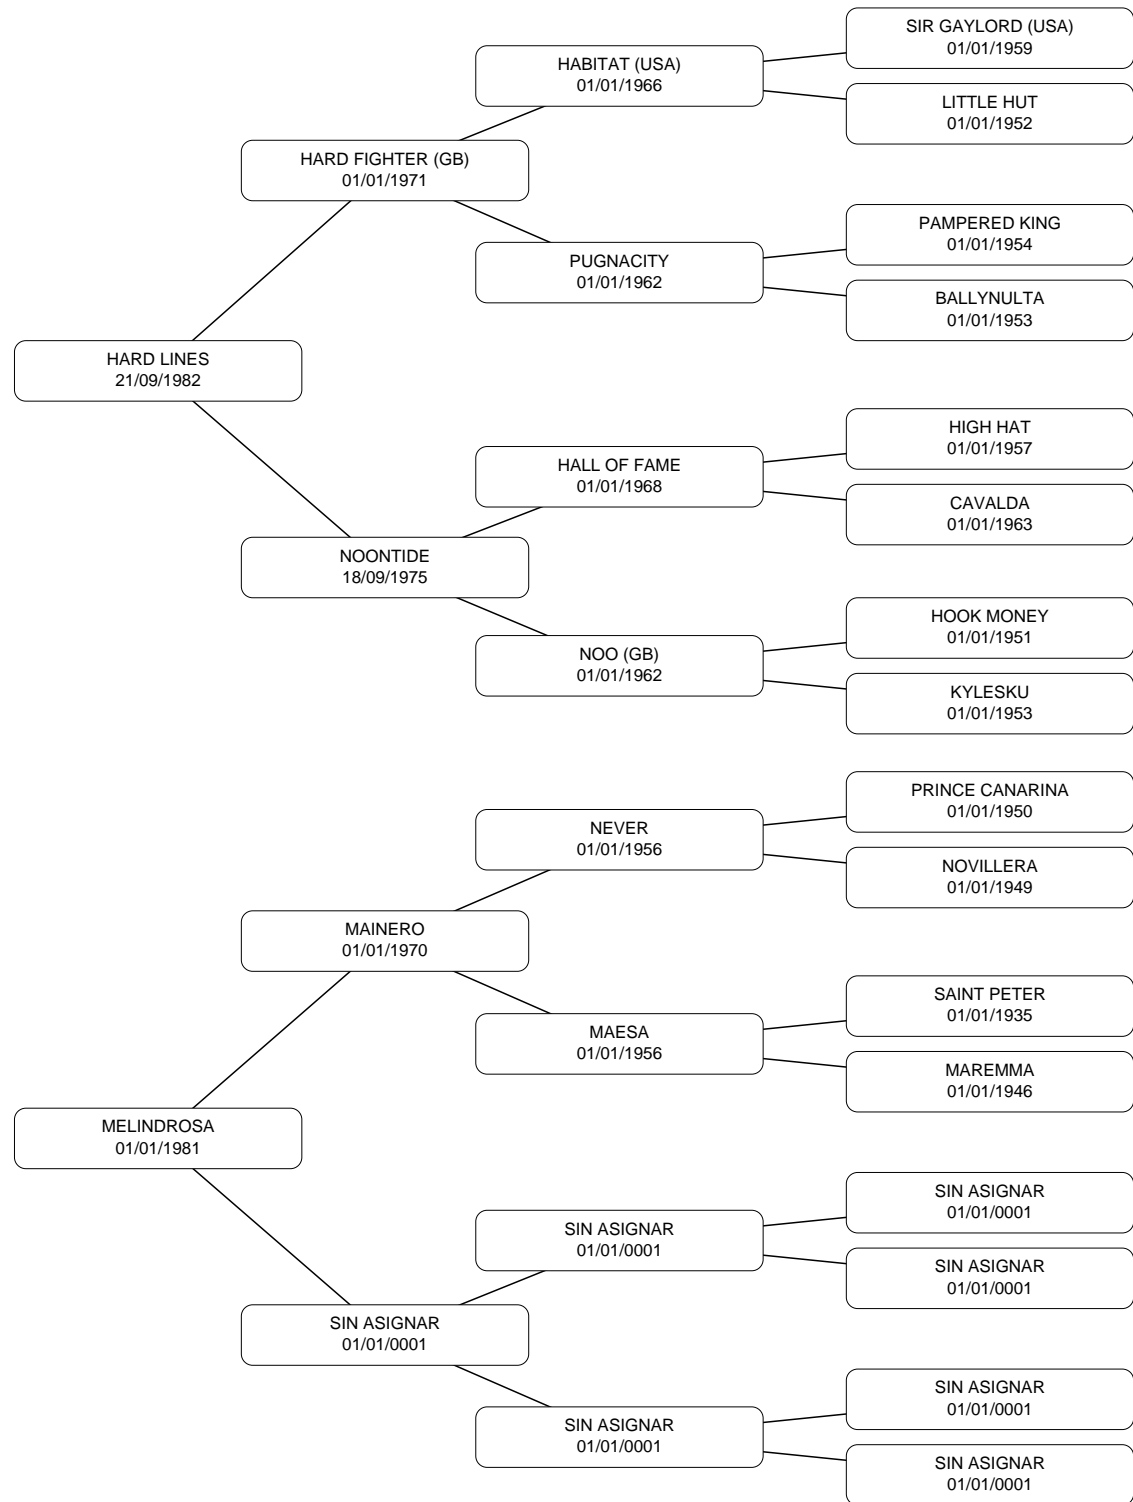 SIR GAYLORD (USA)
01/01/1959
HABITAT (USA)
01/01/1966
LITTLE HUT
01/01/1952
HARD FIGHTER (GB)
01/01/1971
PAMPERED KING
01/01/1954
PUGNACITY
01/01/1962
BALLYNULTA
01/01/1953
HARD LINES
21/09/1982
HIGH HAT
01/01/1957
HALL OF FAME
01/01/1968
CAVALDA
01/01/1963
NOONTIDE
18/09/1975
HOOK MONEY
01/01/1951
NOO (GB)
01/01/1962
KYLESKU
01/01/1953
PRINCE CANARINA
01/01/1950
NEVER
01/01/1956
NOVILLERA
01/01/1949
MAINERO
01/01/1970
SAINT PETER
01/01/1935
MAESA
01/01/1956
MAREMMA
01/01/1946
MELINDROSA
01/01/1981
SIN ASIGNAR
01/01/0001
SIN ASIGNAR
01/01/0001
SIN ASIGNAR
01/01/0001
SIN ASIGNAR
01/01/0001
SIN ASIGNAR
01/01/0001
SIN ASIGNAR
01/01/0001
SIN ASIGNAR
01/01/0001